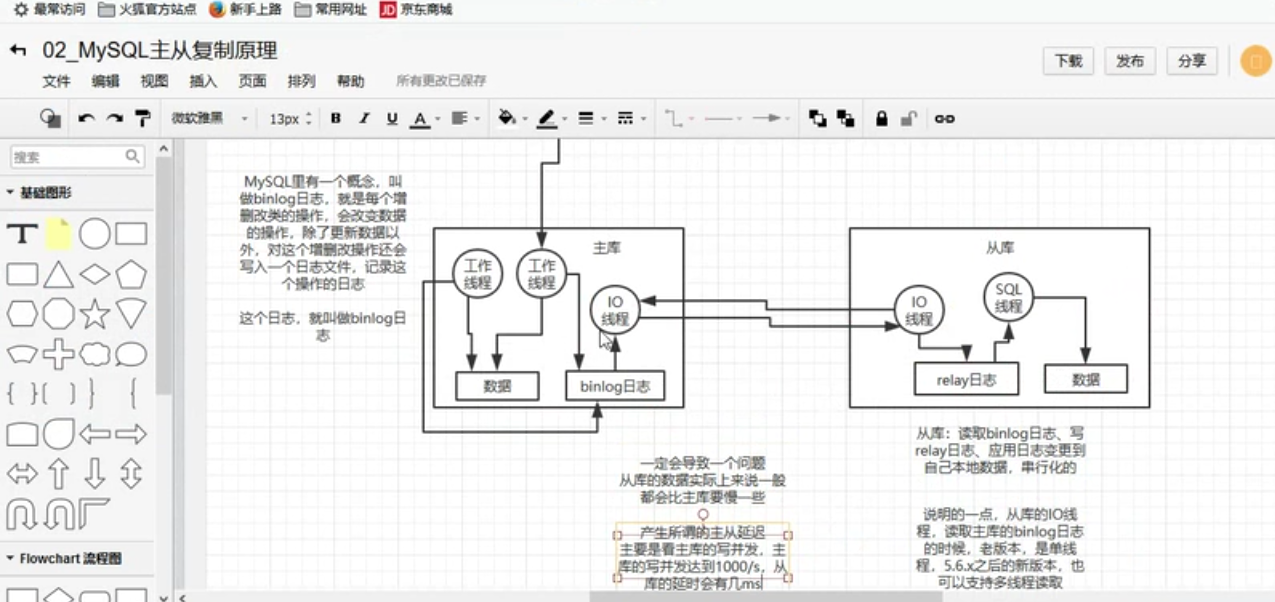 最常访问 火狐官方站点 新手上路 常用网址 JD 京东商城
02_MySQL主从复制原理
文件 编辑 视图 插入 页面 排列 帮助 所有更改已保存
下载 发布 分享
微软雅黑 13px B I U A
搜索
基础图形
T
Flowchart 流程图
MySQL里有一个概念，叫
做binlog日志，就是每个增
删改类的操作，会改变数据
的操作，除了更新数据以
外，对这个增删改操作还会
写入一个日志文件，记录这
个操作的日志
这个日志，就叫做binlog日
志
主库
工作
线程
工作
线程
IO
线程
数据
binlog日志
从库
IO
线程
SQL
线程
relay日志
数据
一定会导致一个问题
从库的数据实际上来说一般
都会比主库要慢一些
产生所谓的主从延迟
主要是看主库的写并发，主
库的写并发达到1000/s，从
库的延时会有几ms
从库：读取binlog日志、写
relay日志、应用日志变更到
自己本地数据，串行化的
说明的一点，从库的IO线
程，读取主库的binlog日志
的时候，老版本，是单线
程，5.6.x之后的新版本，也
可以支持多线程读取